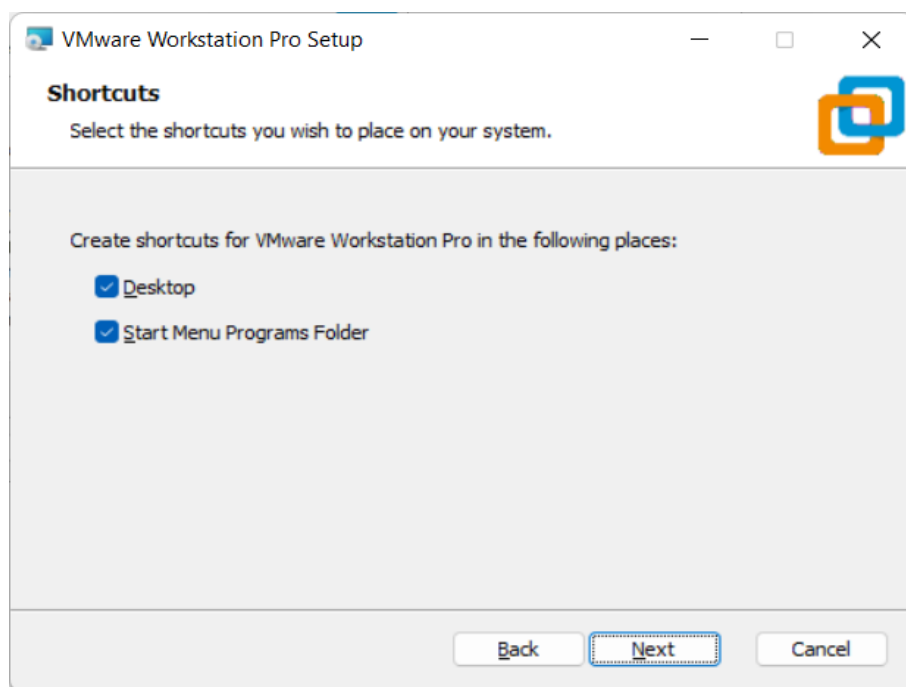 VMware Workstation Pro Setup
Shortcuts
Select the shortcuts you wish to place on your system.
Create shortcuts for VMware Workstation Pro in the following places:
Desktop
Start Menu Programs Folder
Back Next Cancel